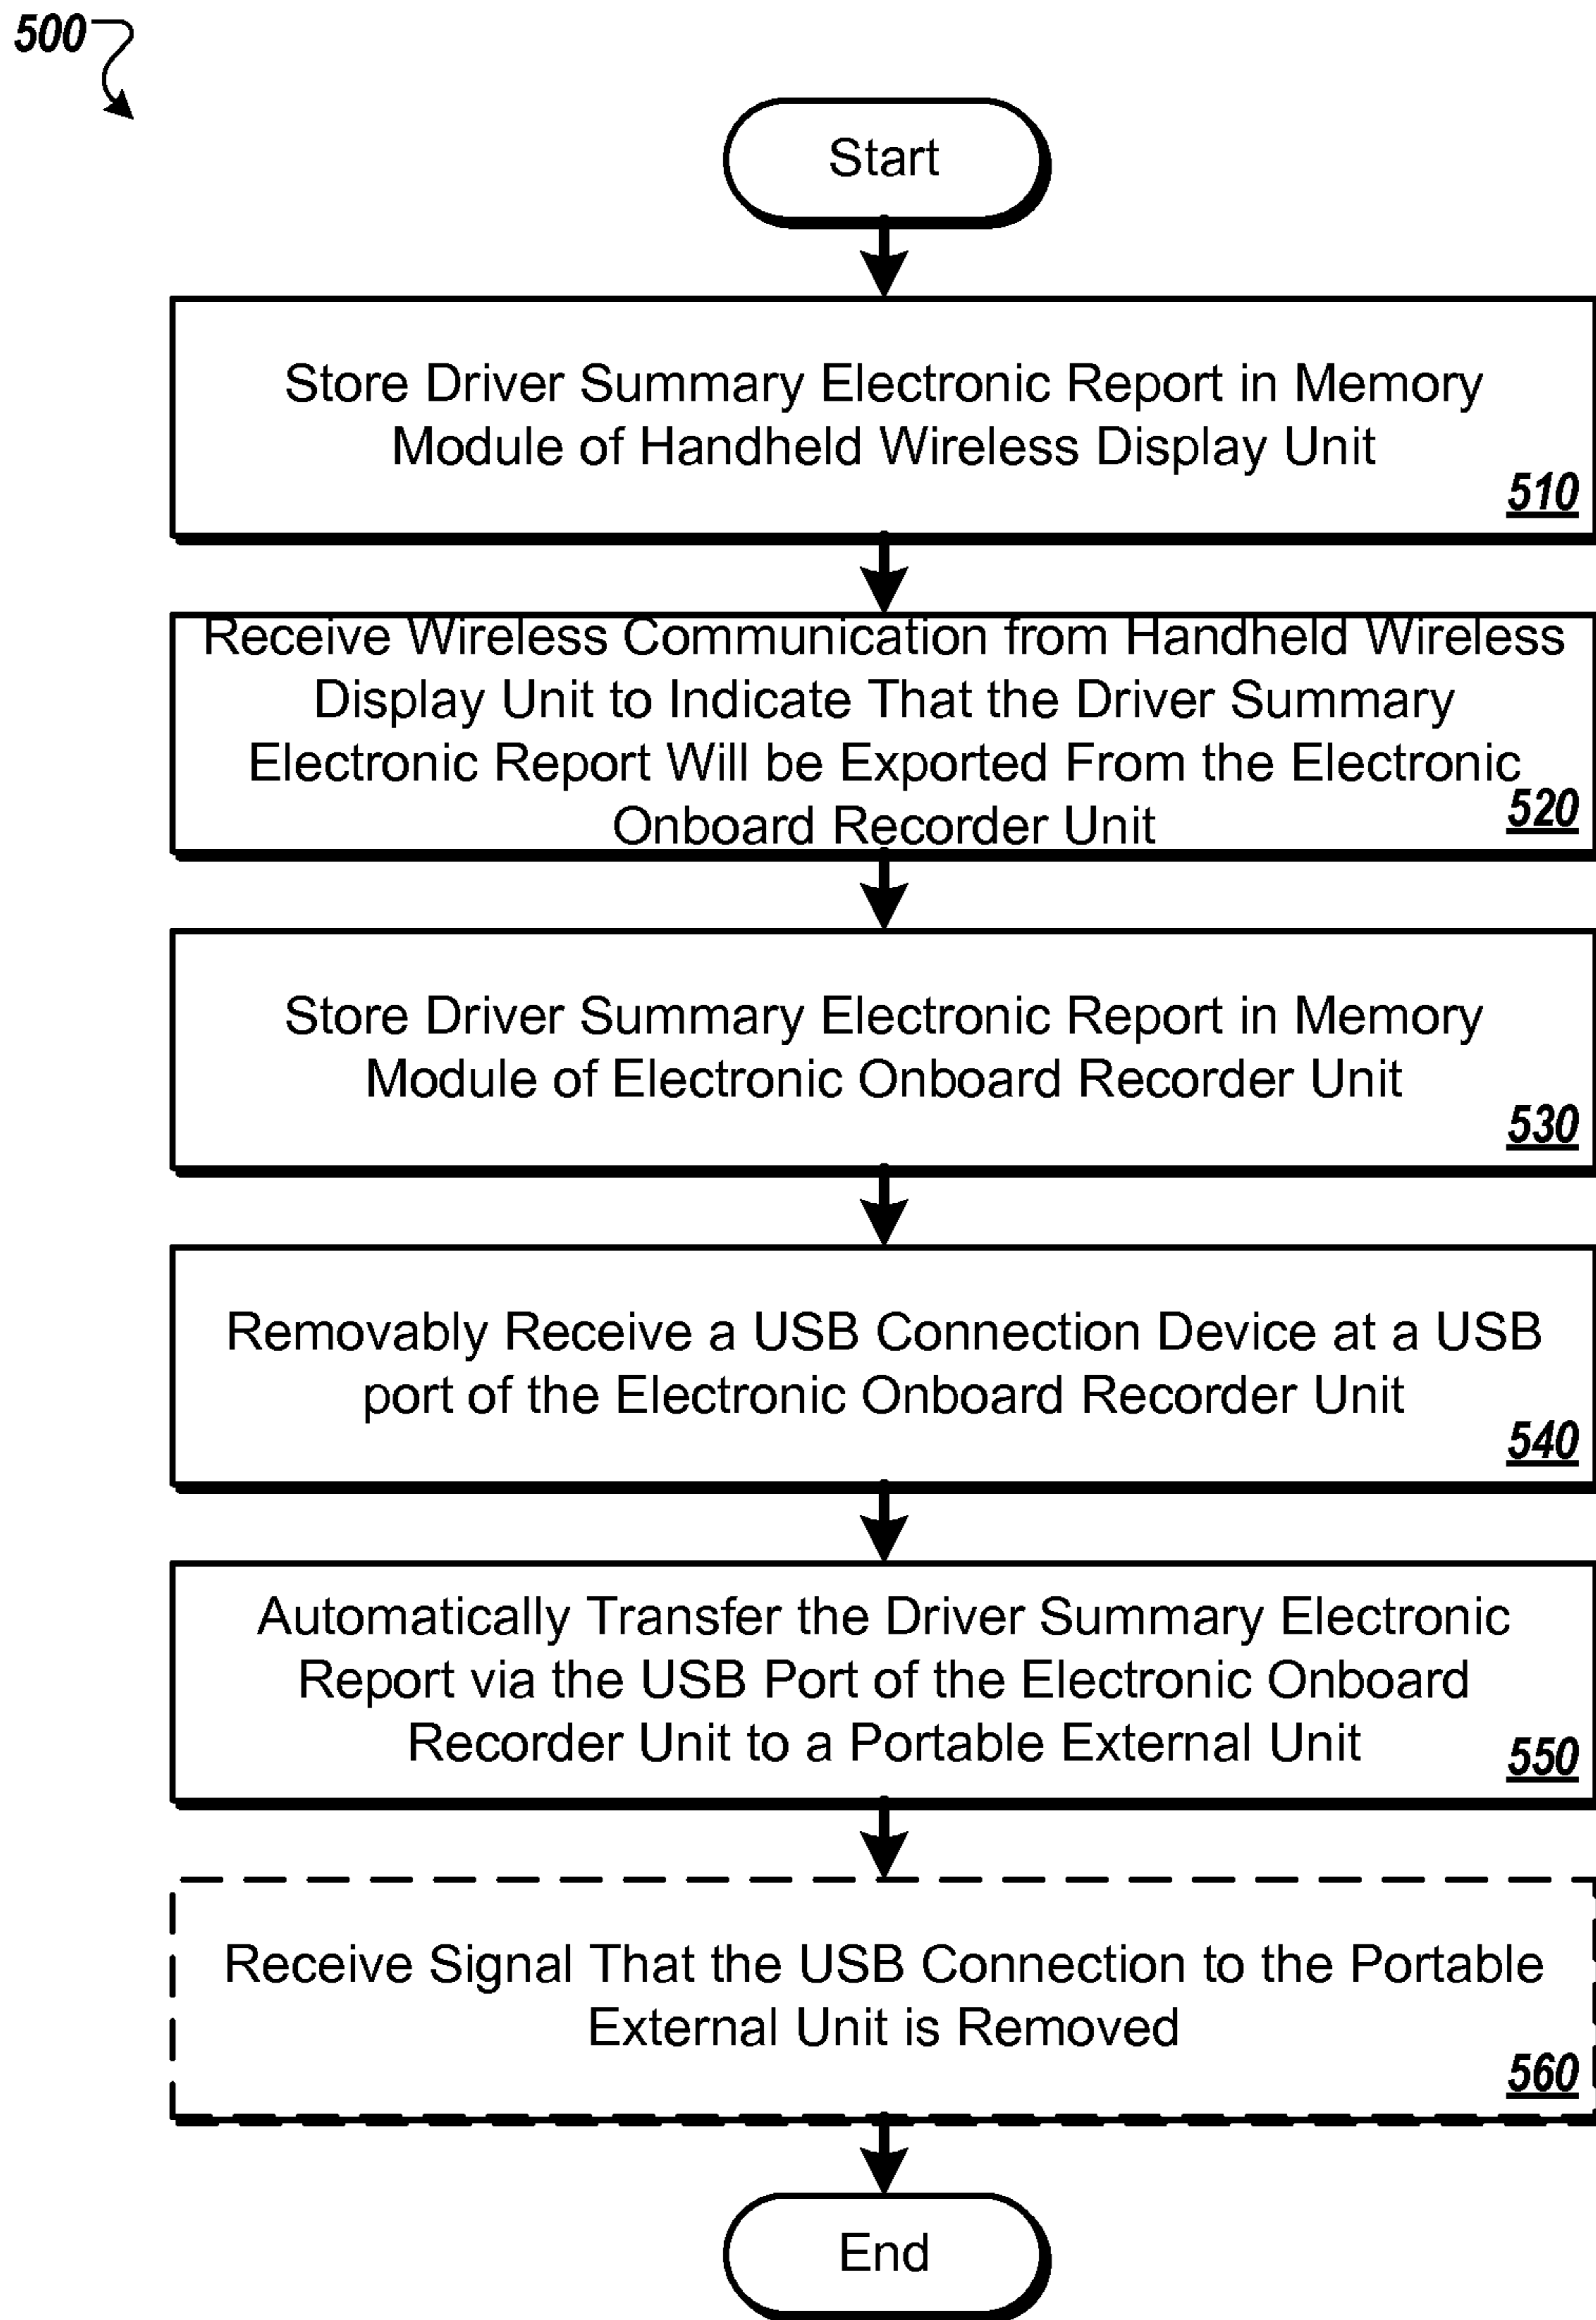 500
Start
Store Driver Summary Electronic Report in Memory
Module of Handheld Wireless Display Unit
510
Receive Wireless Communication from Handheld Wireless
Display Unit to Indicate That the Driver Summary
Electronic Report Will be Exported From the Electronic
Onboard Recorder Unit
520
Store Driver Summary Electronic Report in Memory
Module of Electronic Onboard Recorder Unit
530
Removably Receive a USB Connection Device at a USB
port of the Electronic Onboard Recorder Unit
540
Automatically Transfer the Driver Summary Electronic
Report via the USB Port of the Electronic Onboard
Recorder Unit to a Portable External Unit
550
Receive Signal That the USB Connection to the Portable
External Unit is Removed
560
End